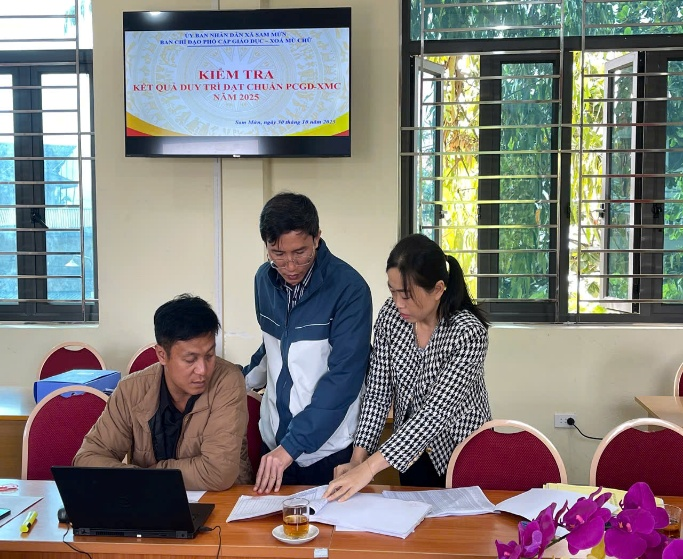 ỦY BAN NHÂN DÂN XÃ SAM MỨN
BAN CHỈ ĐẠO PHỔ CẬP GIÁO DỤC - XOÁ MÙ CHỮ
KIỂM TRA
KẾT QUẢ DUY TRÌ ĐẠT CHUẨN PCGD-XMC
NĂM 2025
Sam Mứn, ngày 30 tháng 10 năm 2025